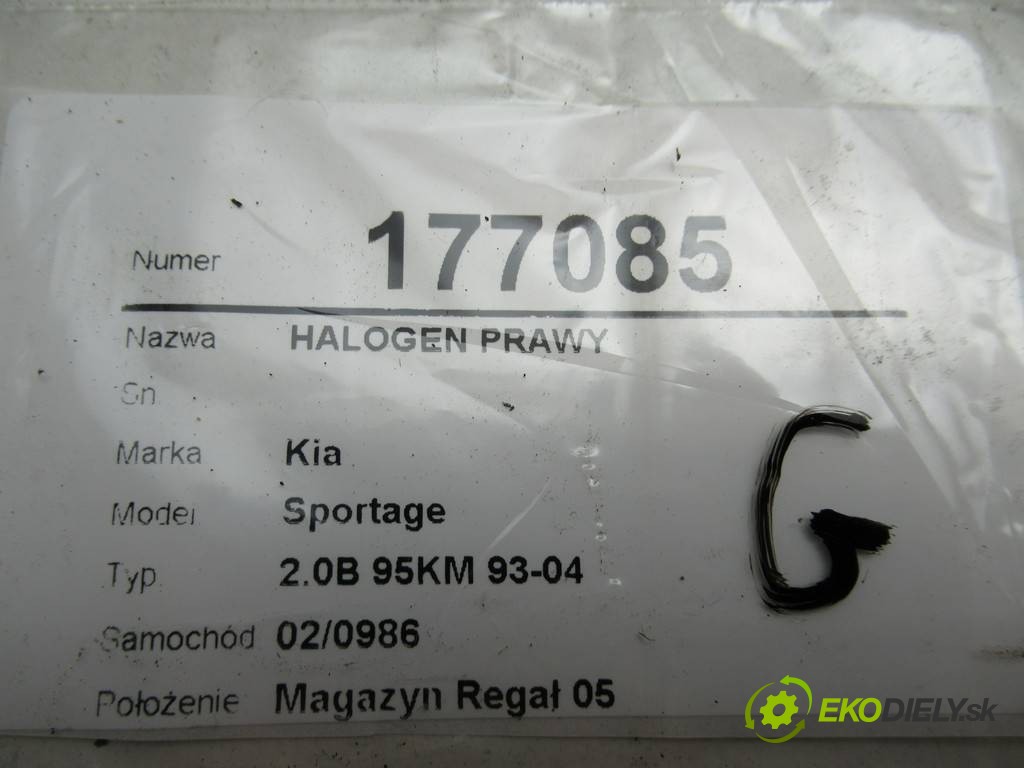 Numer 177085
Nazwa HALOGEN PRAWY
Sn
Marka Kia
Model Sportage
Typ 2.0B 95KM 93-04
Samochód 02/0986
Położenie Magazyn Regał 05
G
EKODIELY.sk